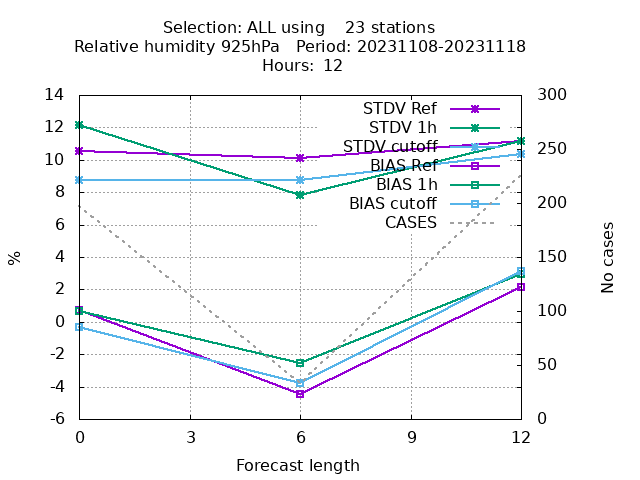 Selection: ALL using    23 stations
Relative humidity 925hPa   Period: 20231108-20231118
Hours:  12
14
12
10
8
6
4
2
0
-2
-4
-6
%
STDV Ref
STDV 1h
STDV cutoff
BIAS Ref
BIAS 1h
BIAS cutoff
CASES
300
250
200
150
100
50
0
No cases
0 3 6 9 12
Forecast length